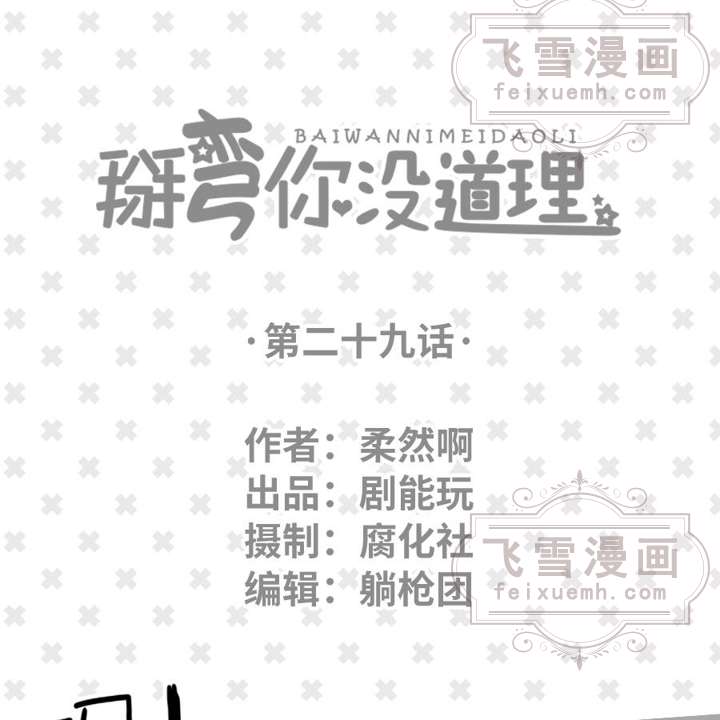 飞雪漫画
feixuemh.com
BAIWANNIMEIDAOLI
掰弯你没道理
·第二十九话·
作者：柔然啊
出品：剧能玩
摄制：腐化社
编辑：躺枪团
飞雪漫画
feixuemh.com